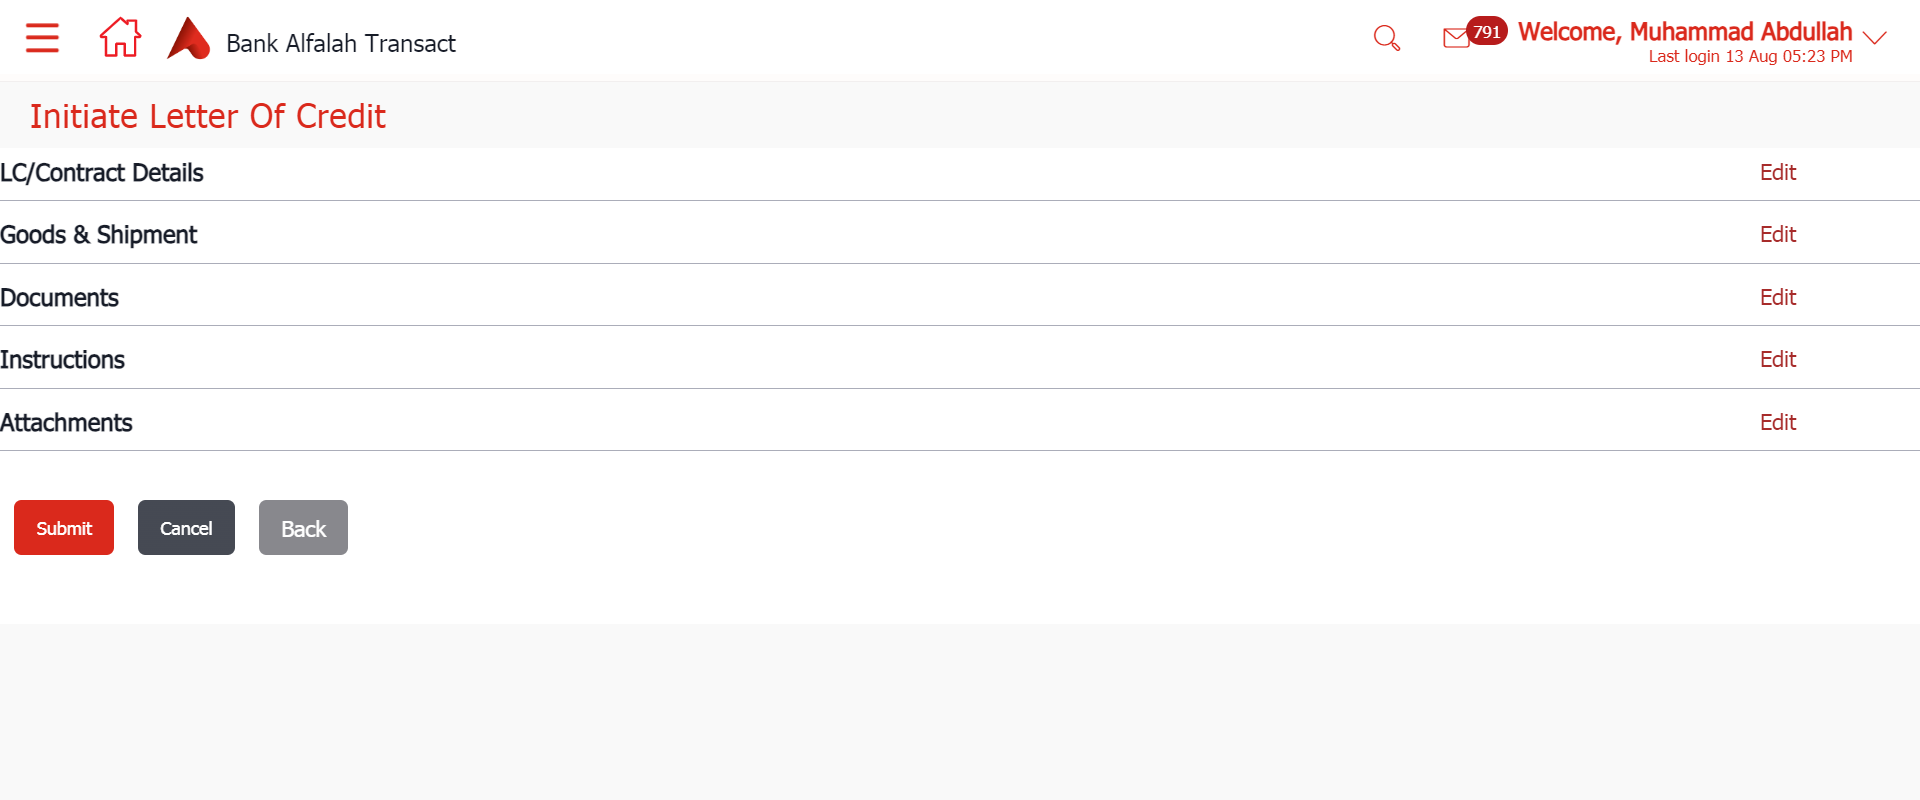 Bank Alfalah Transact
791
Welcome, Muhammad Abdullah
Last login 13 Aug 05:23 PM
Initiate Letter Of Credit
LC/Contract Details Edit
Goods & Shipment Edit
Documents Edit
Instructions Edit
Attachments Edit
Submit Cancel Back